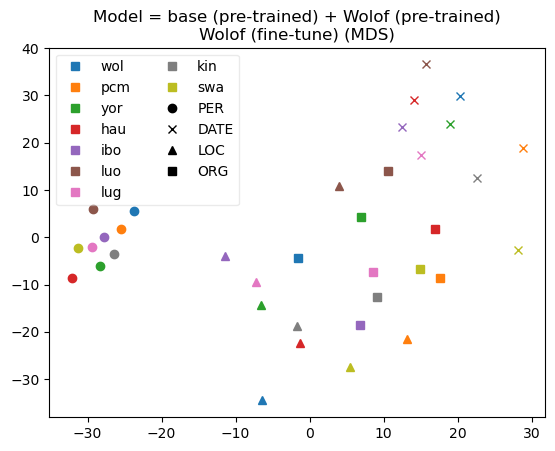 Model = base (pre-trained) + Wolof (pre-trained)
Wolof (fine-tune) (MDS)
40
30
20
10
0
−10
−20
−30
wol
pcm
yor
hau
ibo
luo
lug
kin
swa
PER
DATE
LOC
ORG
−30 −20 −10 0 10 20 30